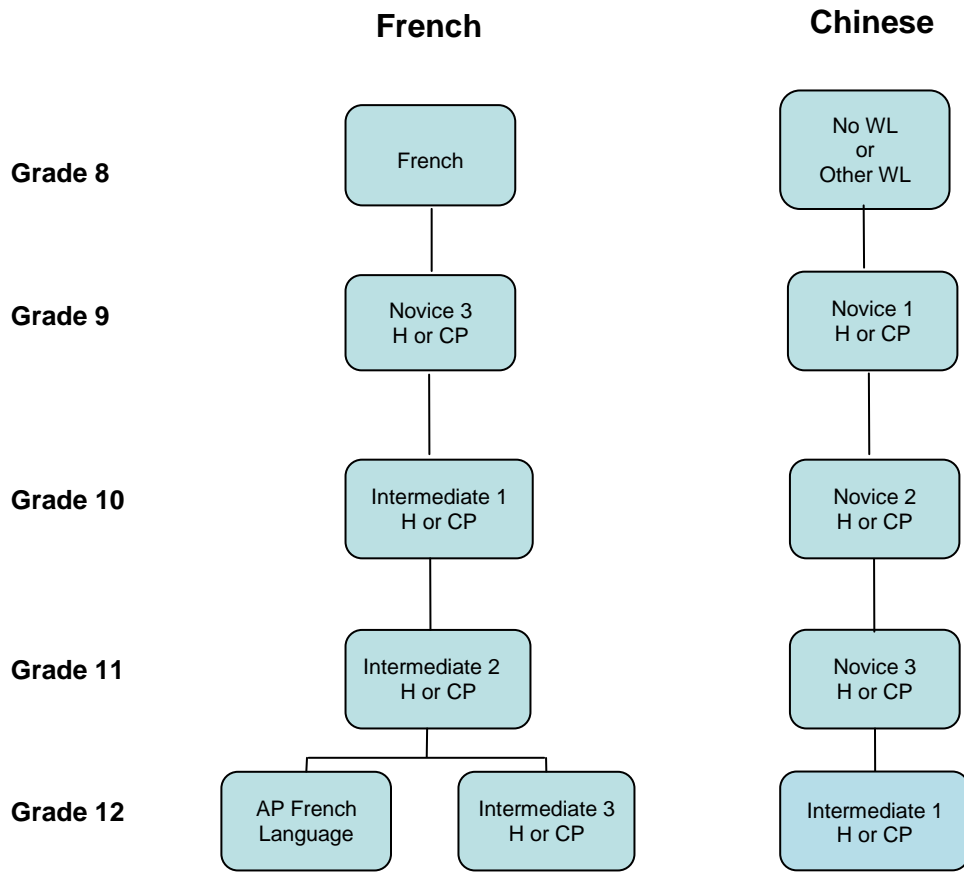 French
Chinese
Grade 8
French
No WL
or
Other WL
Grade 9
Novice 3
H or CP
Novice 1
H or CP
Grade 10
Intermediate 1
H or CP
Novice 2
H or CP
Grade 11
Intermediate 2
H or CP
Novice 3
H or CP
Grade 12
AP French
Language
Intermediate 3
H or CP
Intermediate 1
H or CP